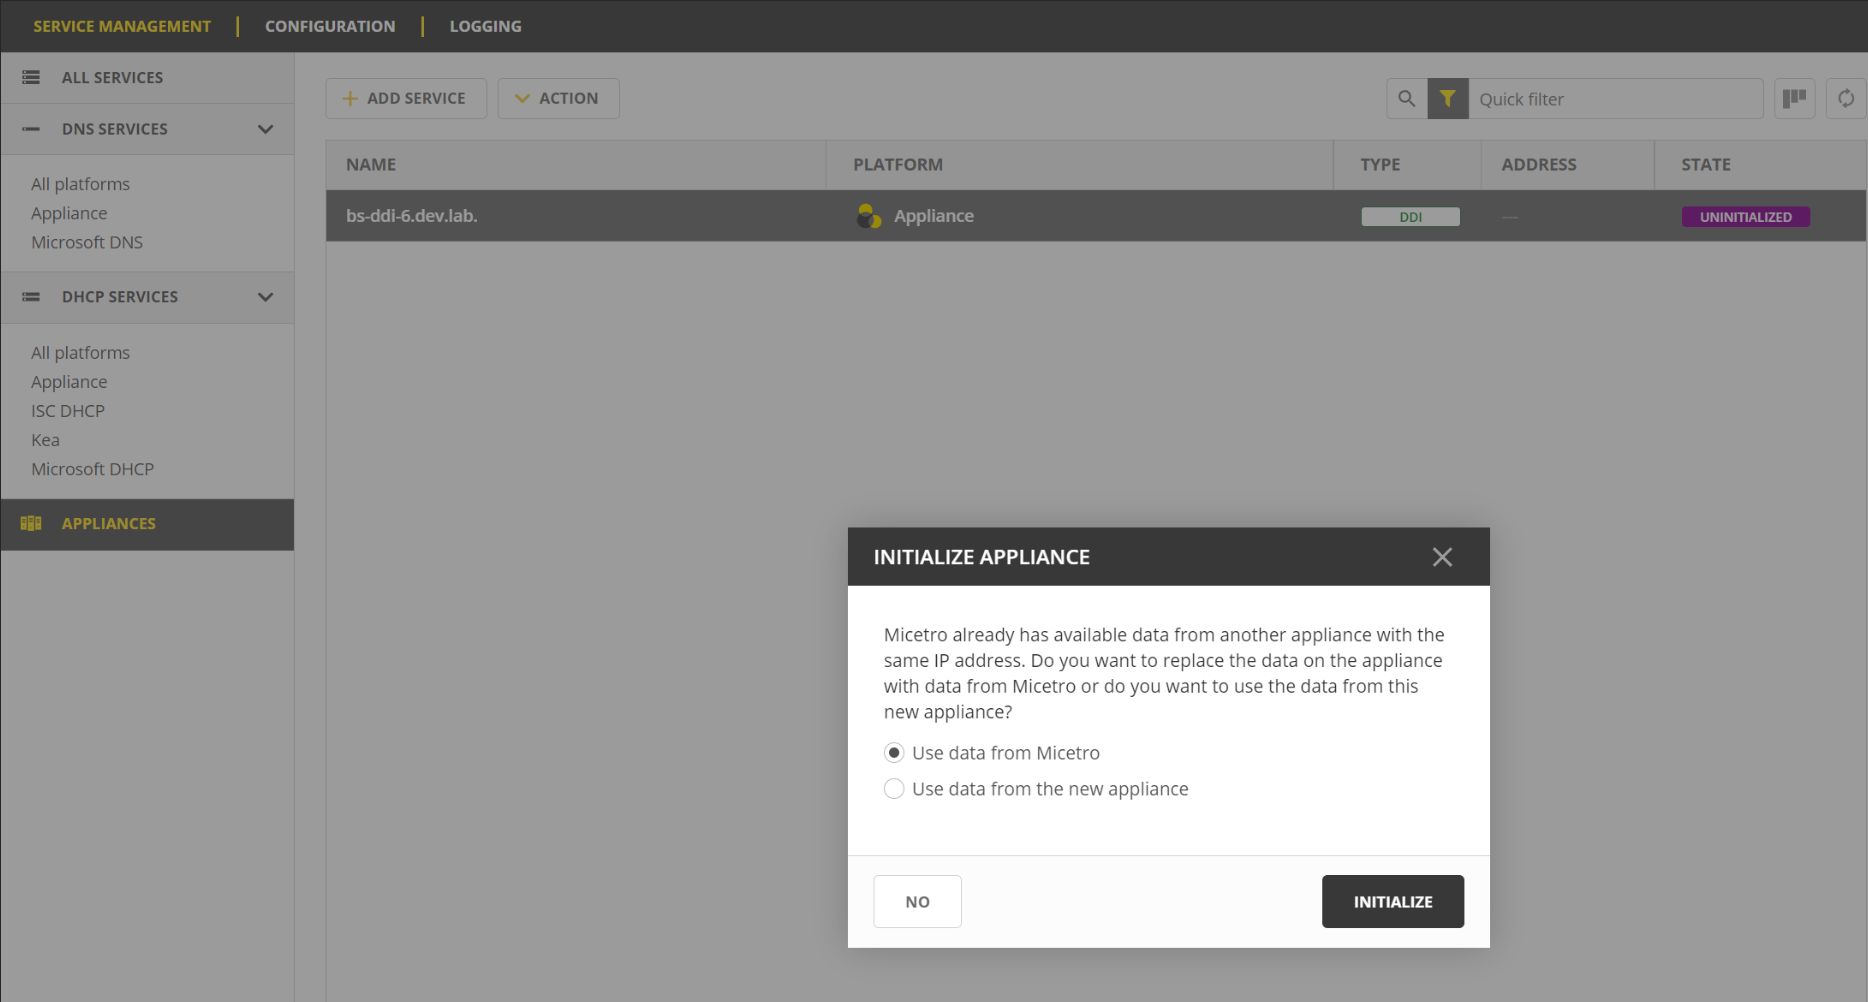 SERVICE MANAGEMENT | CONFIGURATION | LOGGING
ALL SERVICES
DNS SERVICES
All platforms
Appliance
Microsoft DNS
DHCP SERVICES
All platforms
Appliance
ISC DHCP
Kea
Microsoft DHCP
APPLIANCES
ADD SERVICE ACTION Quick filter
NAME PLATFORM TYPE ADDRESS STATE
bs-ddi-6.dev.lab. Appliance DDI — UNINITIALIZED
INITIALIZE APPLIANCE
Micetro already has available data from another appliance with the
same IP address. Do you want to replace the data on the appliance
with data from Micetro or do you want to use the data from this
new appliance?
Use data from Micetro
Use data from the new appliance
NO INITIALIZE